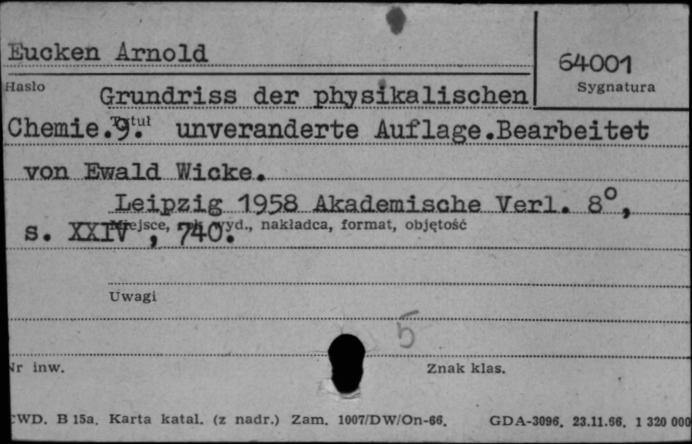 Eucken Arnold
64001
Hasło
Sygnatura
Grundriss der physikalischen
Tytuł
Chemie. 9. unveranderte Auflage.Bearbeitet
von Ewald Wicke.
Leipzig 1958 Akademische Verl. 8°,
Miejsce, rok wyd., nakładca, format, objętość
s. XXIV , 740.
Uwagi
5
Nr inw.
Znak klas.
CWD. B 15a. Karta katal. (z nadr.) Zam. 1007/DW/On-66. GDA-3096. 23.11.66. 1 320 000